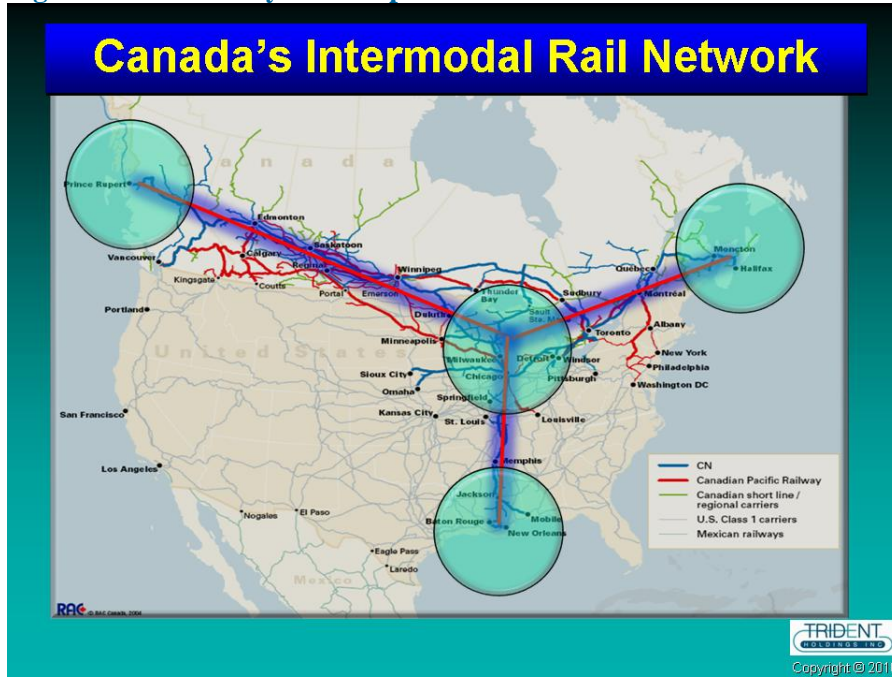 Canada's Intermodal Rail Network
C a n a d a
Prince Rupert
Edmonton
Saskatoon
Calgary
Vancouver
Regina
Winnipeg
Kingsgate
Coutts
Portal
Emerson
Thunder
Bay
Sudbury
Québec
Moncton
Halifax
Montréal
Duluth
Sault
Ste. Ma
Toronto
Albany
Portland
Minneapolis
United States
Milwaukee
Detroit
Windsor
New York
Philadelphia
Sioux City
Chicago
Pittsburgh
Washington DC
Omaha
Springfield
San Francisco
Kansas City
St. Louis
Louisville
Los Angeles
Memphis
Jackson
Nogales
El Paso
Baton Rouge
Mobile
New Orleans
Eagle Pass
Laredo
Mexico
CN
Canadian Pacific Railway
Canadian short line /
regional carriers
U.S. Class 1 carriers
Mexican railways
RAC © RAC Canada, 2004
TRIDENT
HOLDINGS INC
Copyright © 201